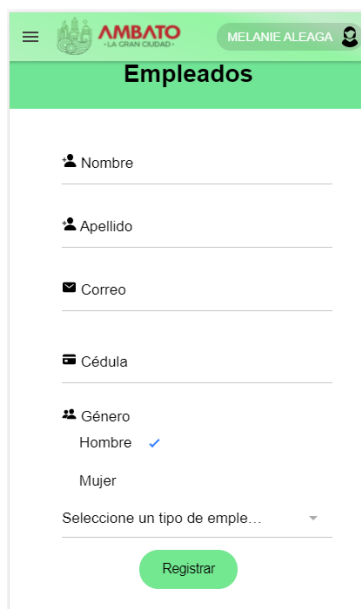 AMBATO
-LA GRAN CIUDAD-
MELANIE ALEAGA
Empleados
Nombre
Apellido
Correo
Cédula
Género
Hombre
Mujer
Seleccione un tipo de emple...
Registrar